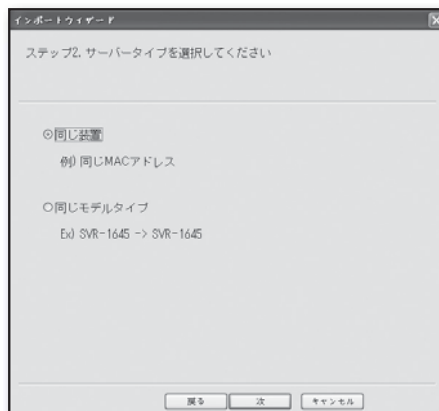 インポートウィザード
ステップ2. サーバータイプを選択してください
同じ装置
例) 同じMACアドレス
同じモデルタイプ
Ex) SVR-1645 -> SVR-1645
戻る 次 キャンセル